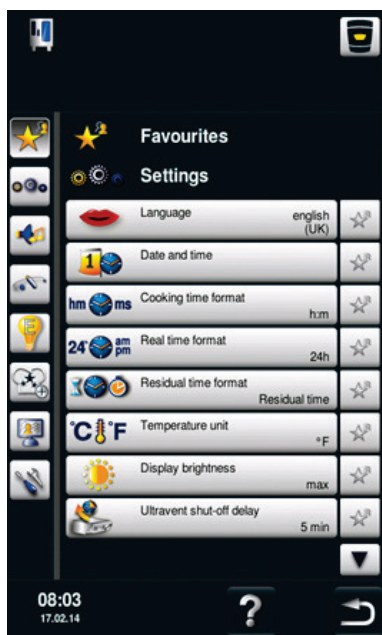 Favourites
Settings
Language
english
(UK)
1
Date and time
hm ms
Cooking time format
h:m
24 am
pm
Real time format
24h
Residual time format
Residual time
°C °F
Temperature unit
°F
Display brightness
max
Ultravent shut-off delay
5 min
E
08:03
17.02.14
?